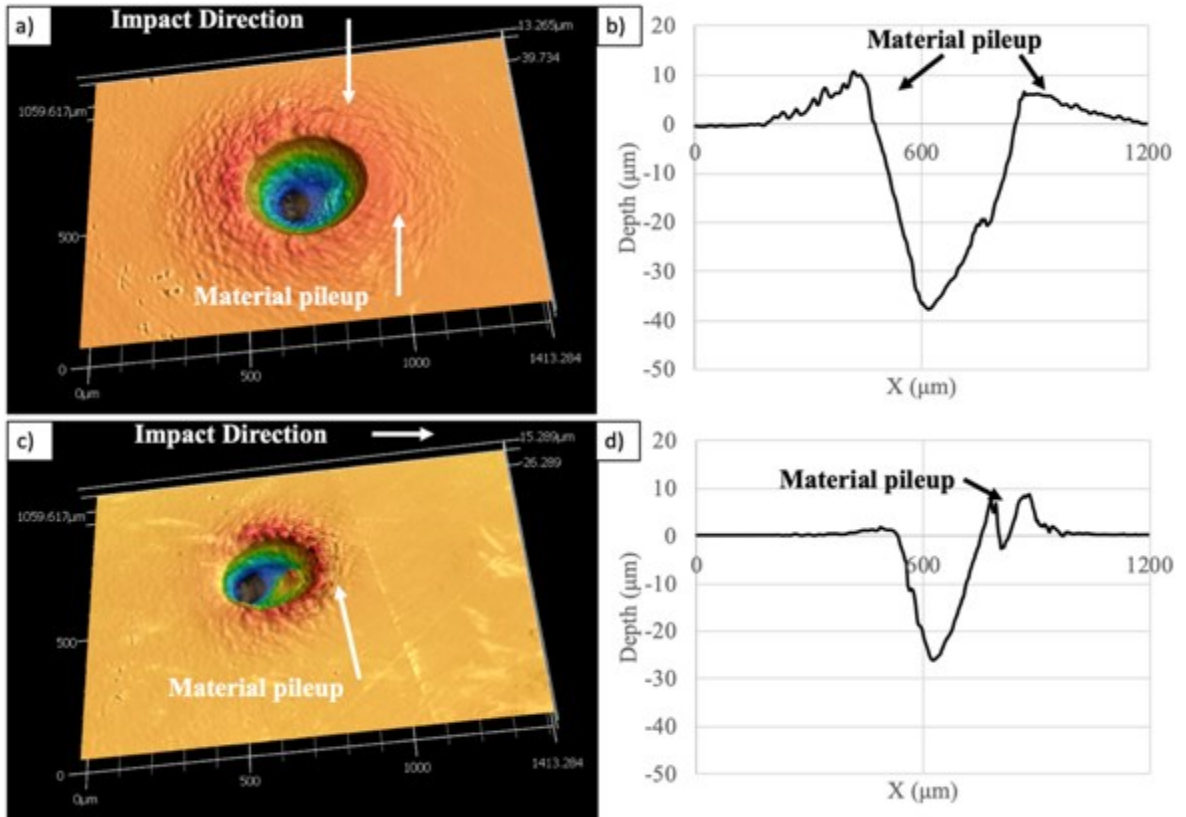 a)
Impact Direction
13.265μm
-39.734
1059.617μm
500
Material pileup
0
0μm
500
1000
1413.284
b)
20
Material pileup
10
0
0
600
1200
-10
Depth (μm)
-20
-30
-40
-50
X (μm)
c)
Impact Direction
15.289μm
-26.289
1059.617μm
500
Material pileup
0
0μm
500
1000
1413.284
d)
20
Material pileup
10
0
0
600
1200
-10
Depth (μm)
-20
-30
-40
-50
X (μm)